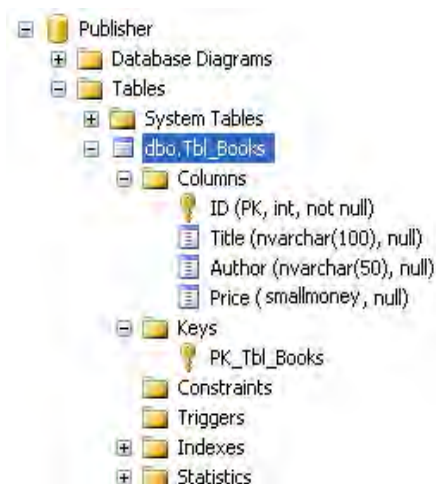 Publisher
Database Diagrams
Tables
System Tables
dbo.Tbl_Books
Columns
ID (PK, int, not null)
Title (nvarchar(100), null)
Author (nvarchar(50), null)
Price ( smallmoney, null)
Keys
PK_Tbl_Books
Constraints
Triggers
Indexes
Statistics